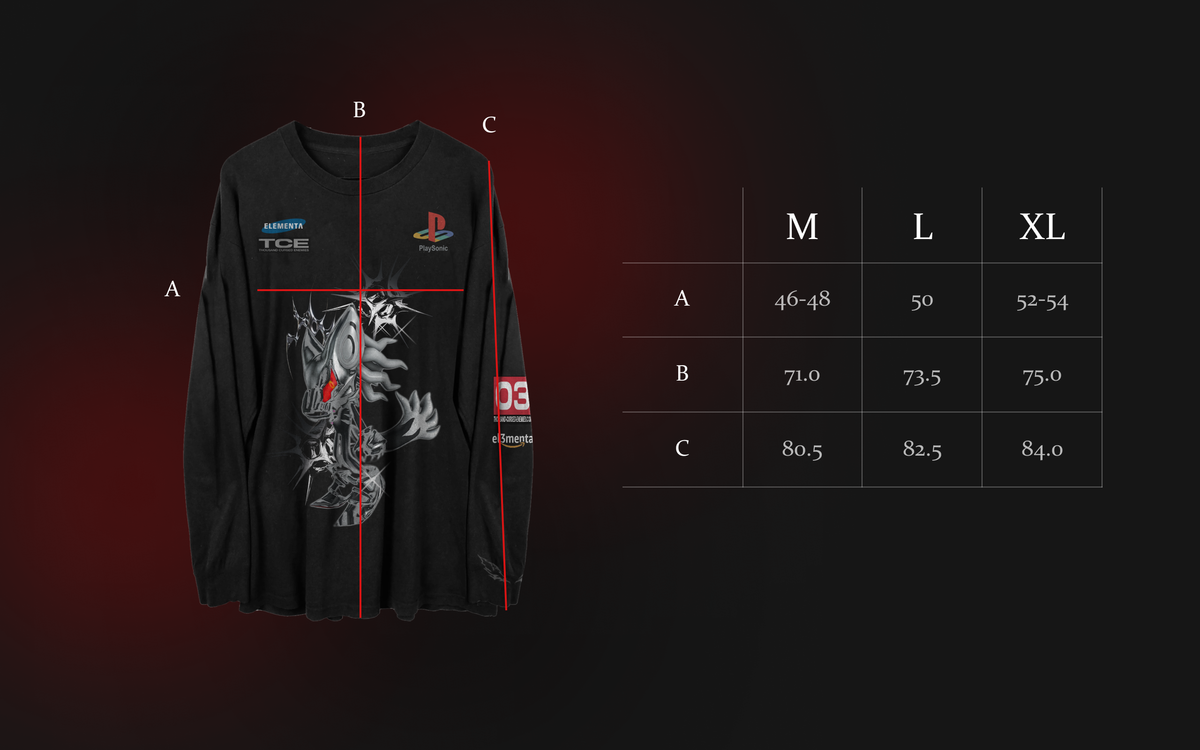 B
C
ELEMENTA
TCE
PlaySonic
A
03
el3menta
M L XL
A 46-48 50 52-54
B 71.0 73.5 75.0
C 80.5 82.5 84.0